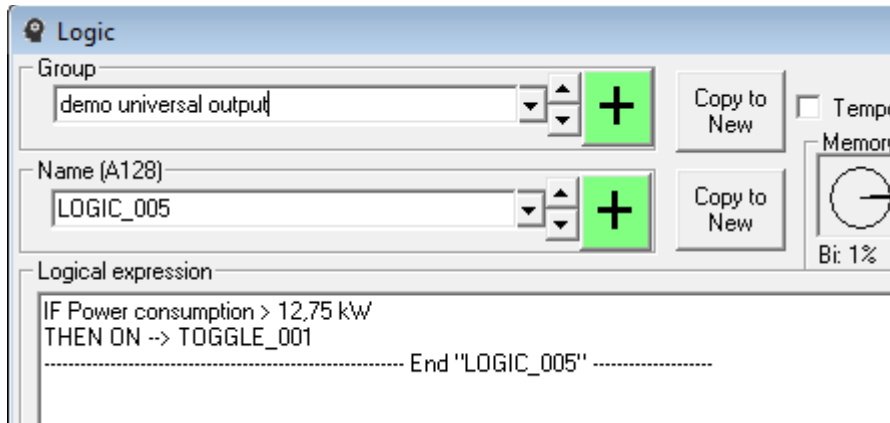 Logic
Group
demo universal output
+
Copy to
New
Name (A128)
LOGIC_005
+
Copy to
New
Bi: 1%
Logical expression
IF Power consumption > 12,75 kW
THEN ON --> TOGGLE_001
------------------------------------------------------------ End "LOGIC_005" --------------------